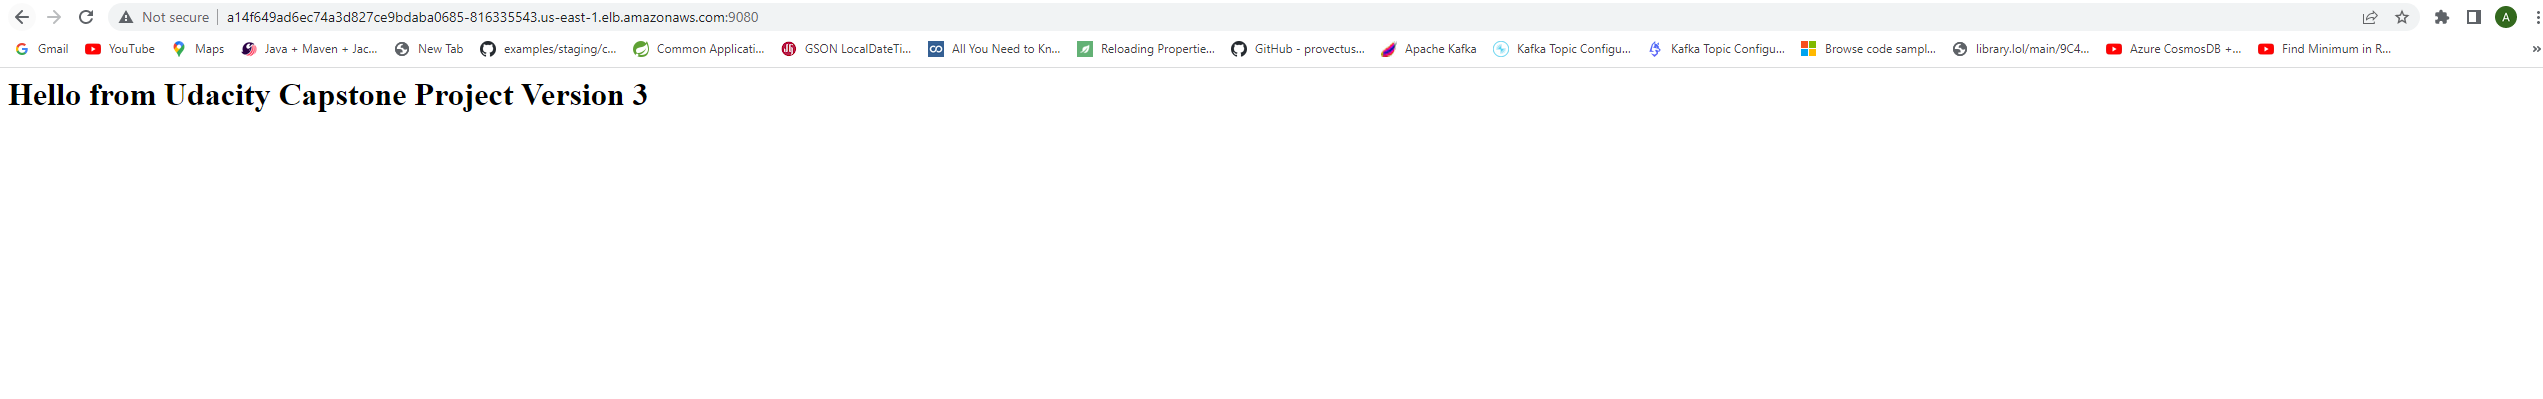 Not secure a14f649ad6ec74a3d827ce9bdaba0685-816335543.us-east-1.elb.amazonaws.com:9080 A
Gmail YouTube Maps Java + Maven + Jac... New Tab examples/staging/c... Common Applicati... GSON LocalDateTi... All You Need to Kn... Reloading Propertie... GitHub - provectus... Apache Kafka Kafka Topic Configu... Kafka Topic Configu... Browse code sampl... library.lol/main/9C4... Azure CosmosDB +... Find Minimum in R... »
Hello from Udacity Capstone Project Version 3